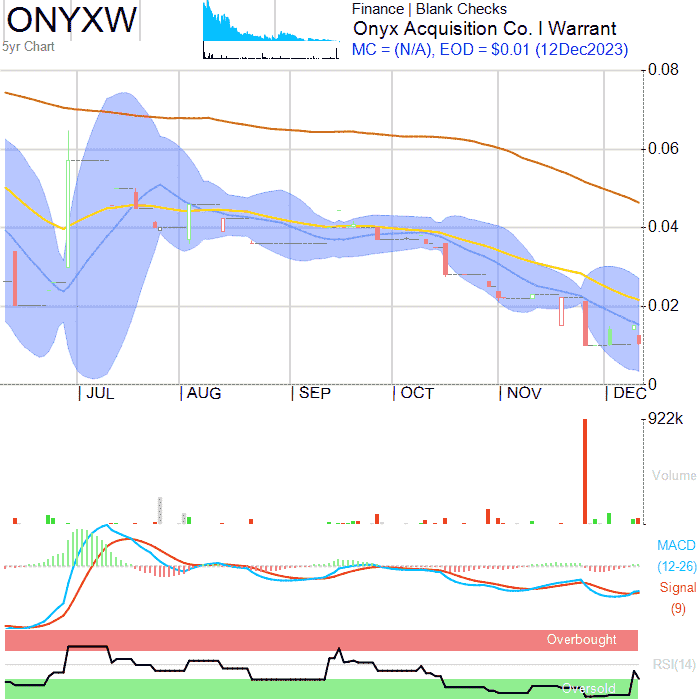 ONYXW
5yr Chart
Finance | Blank Checks
Onyx Acquisition Co. I Warrant
MC = (N/A), EOD = $0.01 (12Dec2023)
0.08
0.06
0.04
0.02
0
JUL AUG SEP OCT NOV DEC
922k
Volume
MACD
(12-26)
Signal
(9)
Overbought
RSI(14)
Oversold